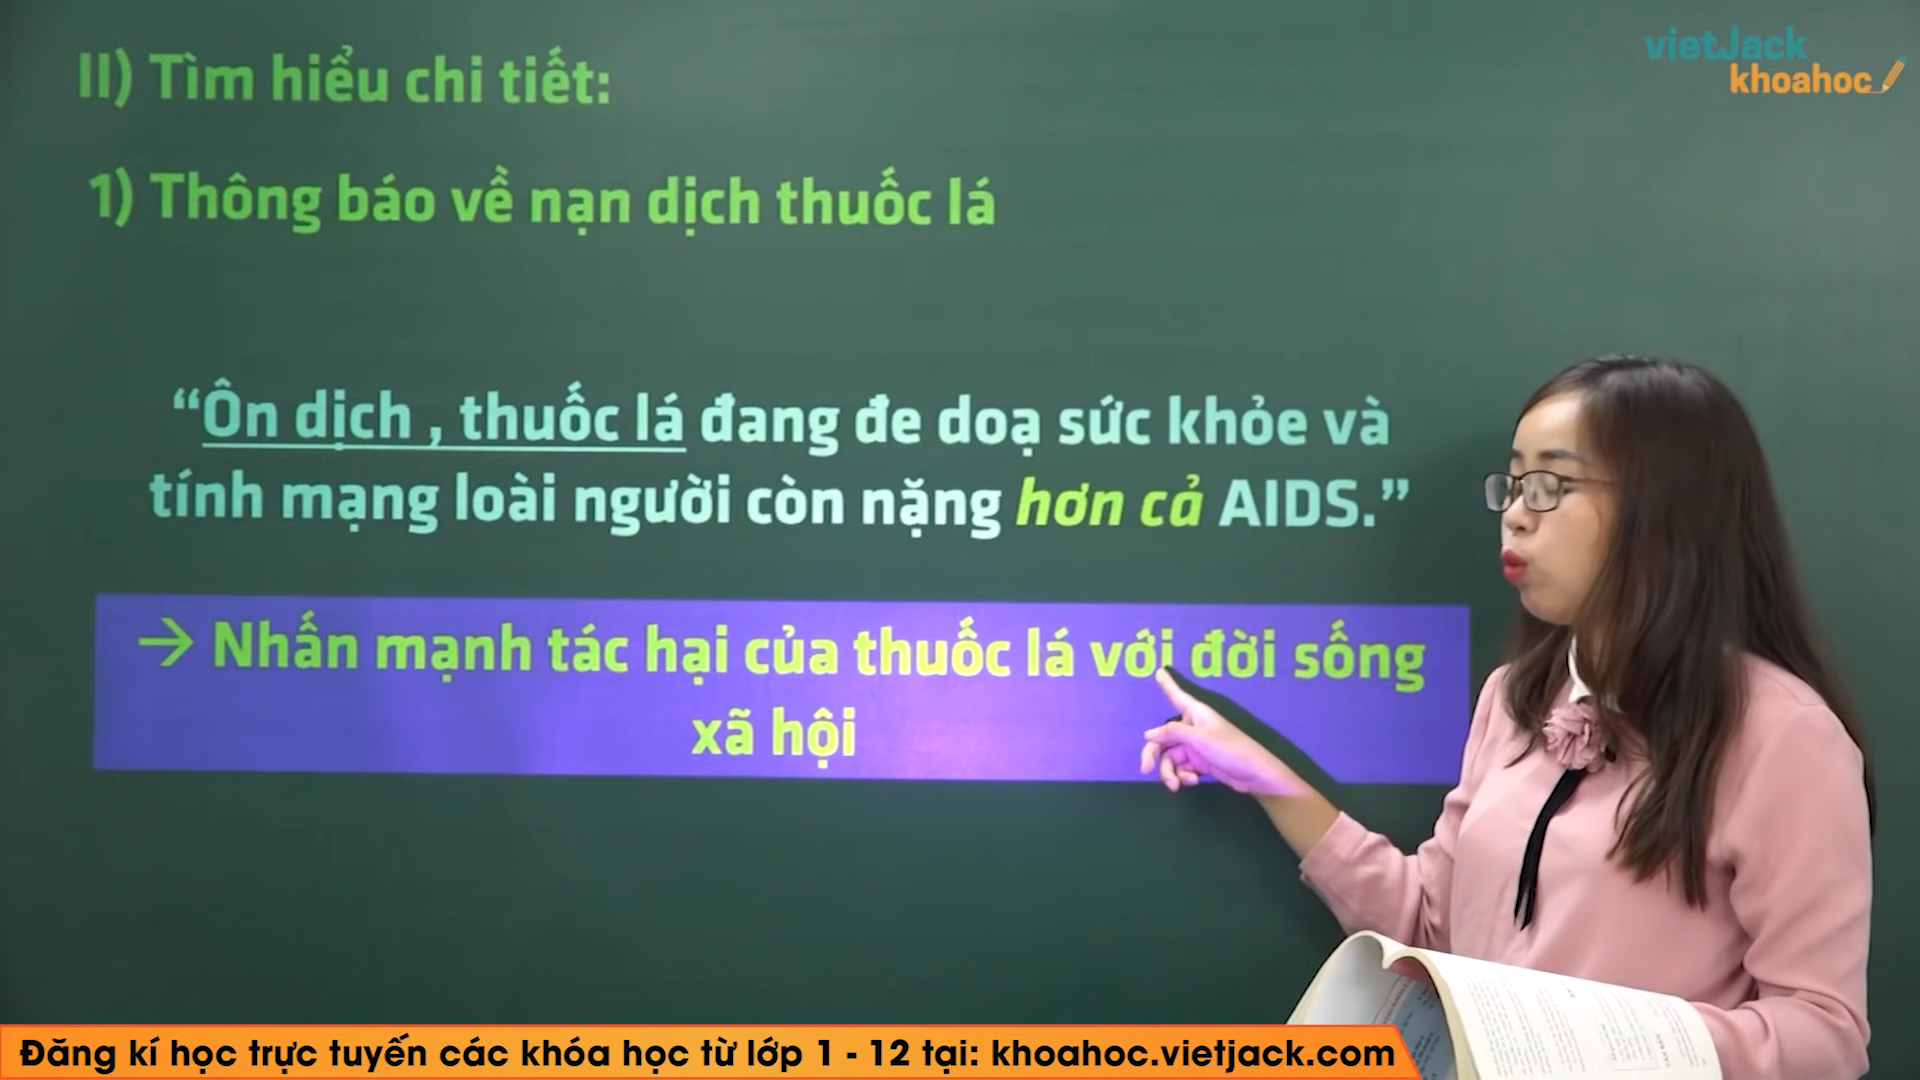 II) Tìm hiểu chi tiết:
vietJack
khoahoc
1) Thông báo về nạn dịch thuốc lá
“Ôn dịch , thuốc lá đang đe doạ sức khỏe và
tính mạng loài người còn nặng hơn cả AIDS.”
→ Nhấn mạnh tác hại của thuốc lá với đời sống
xã hội
Đăng kí học trực tuyến các khóa học từ lớp 1 - 12 tại: khoahoc.vietjack.com